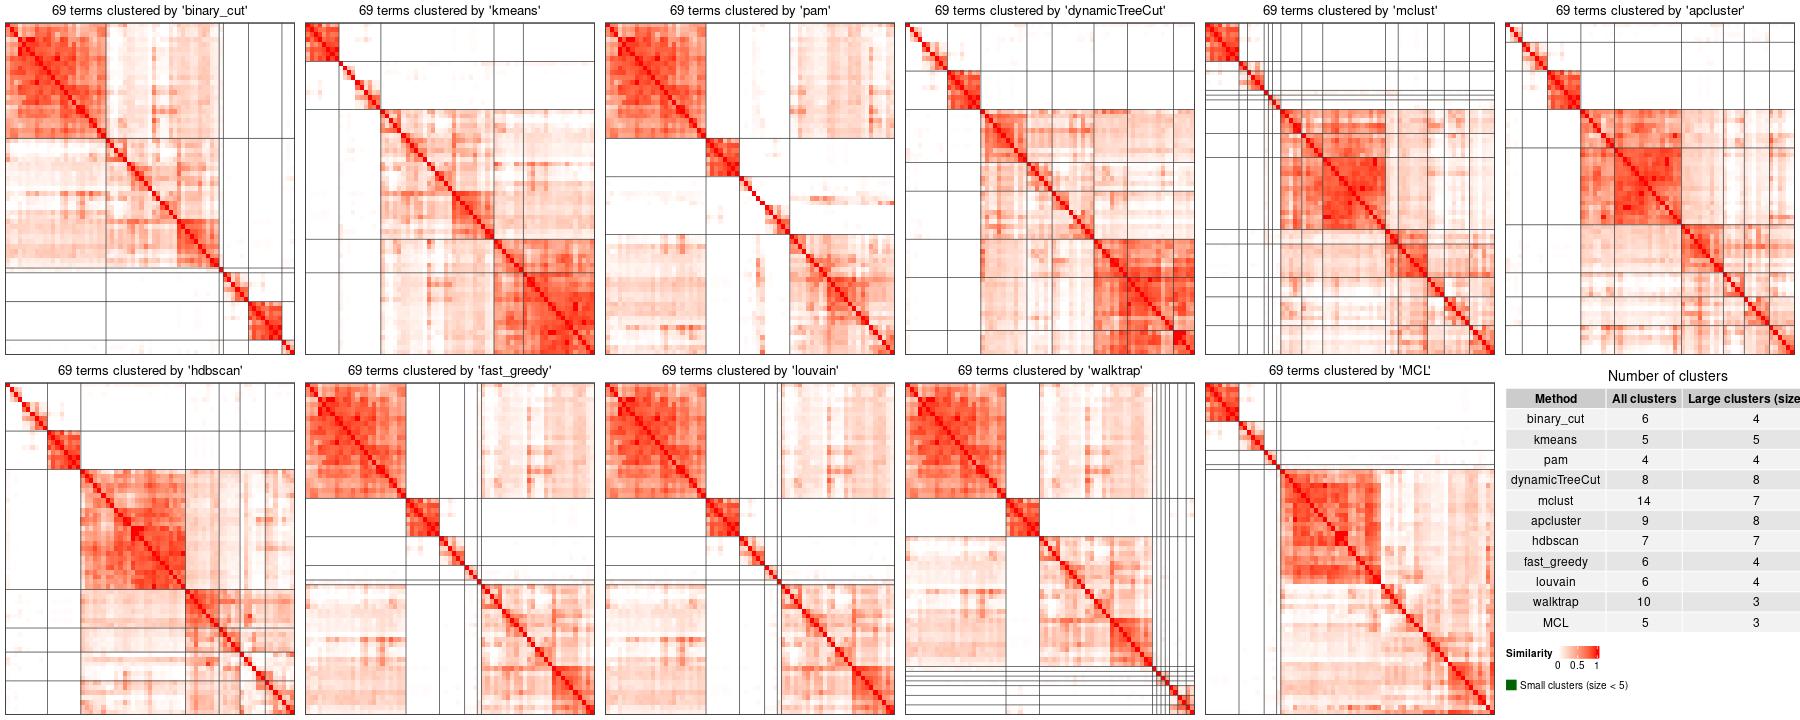 69 terms clustered by 'binary_cut'
69 terms clustered by 'kmeans'
69 terms clustered by 'pam'
69 terms clustered by 'dynamicTreeCut'
69 terms clustered by 'mclust'
69 terms clustered by 'apcluster'
69 terms clustered by 'hdbscan'
69 terms clustered by 'fast_greedy'
69 terms clustered by 'louvain'
69 terms clustered by 'walktrap'
69 terms clustered by 'MCL'
Number of clusters
Method All clusters Large clusters (size
binary_cut 6 4
kmeans 5 5
pam 4 4
dynamicTreeCut 8 8
mclust 14 7
apcluster 9 8
hdbscan 7 7
fast_greedy 6 4
louvain 6 4
walktrap 10 3
MCL 5 3
Similarity
0 0.5 1
Small clusters (size < 5)